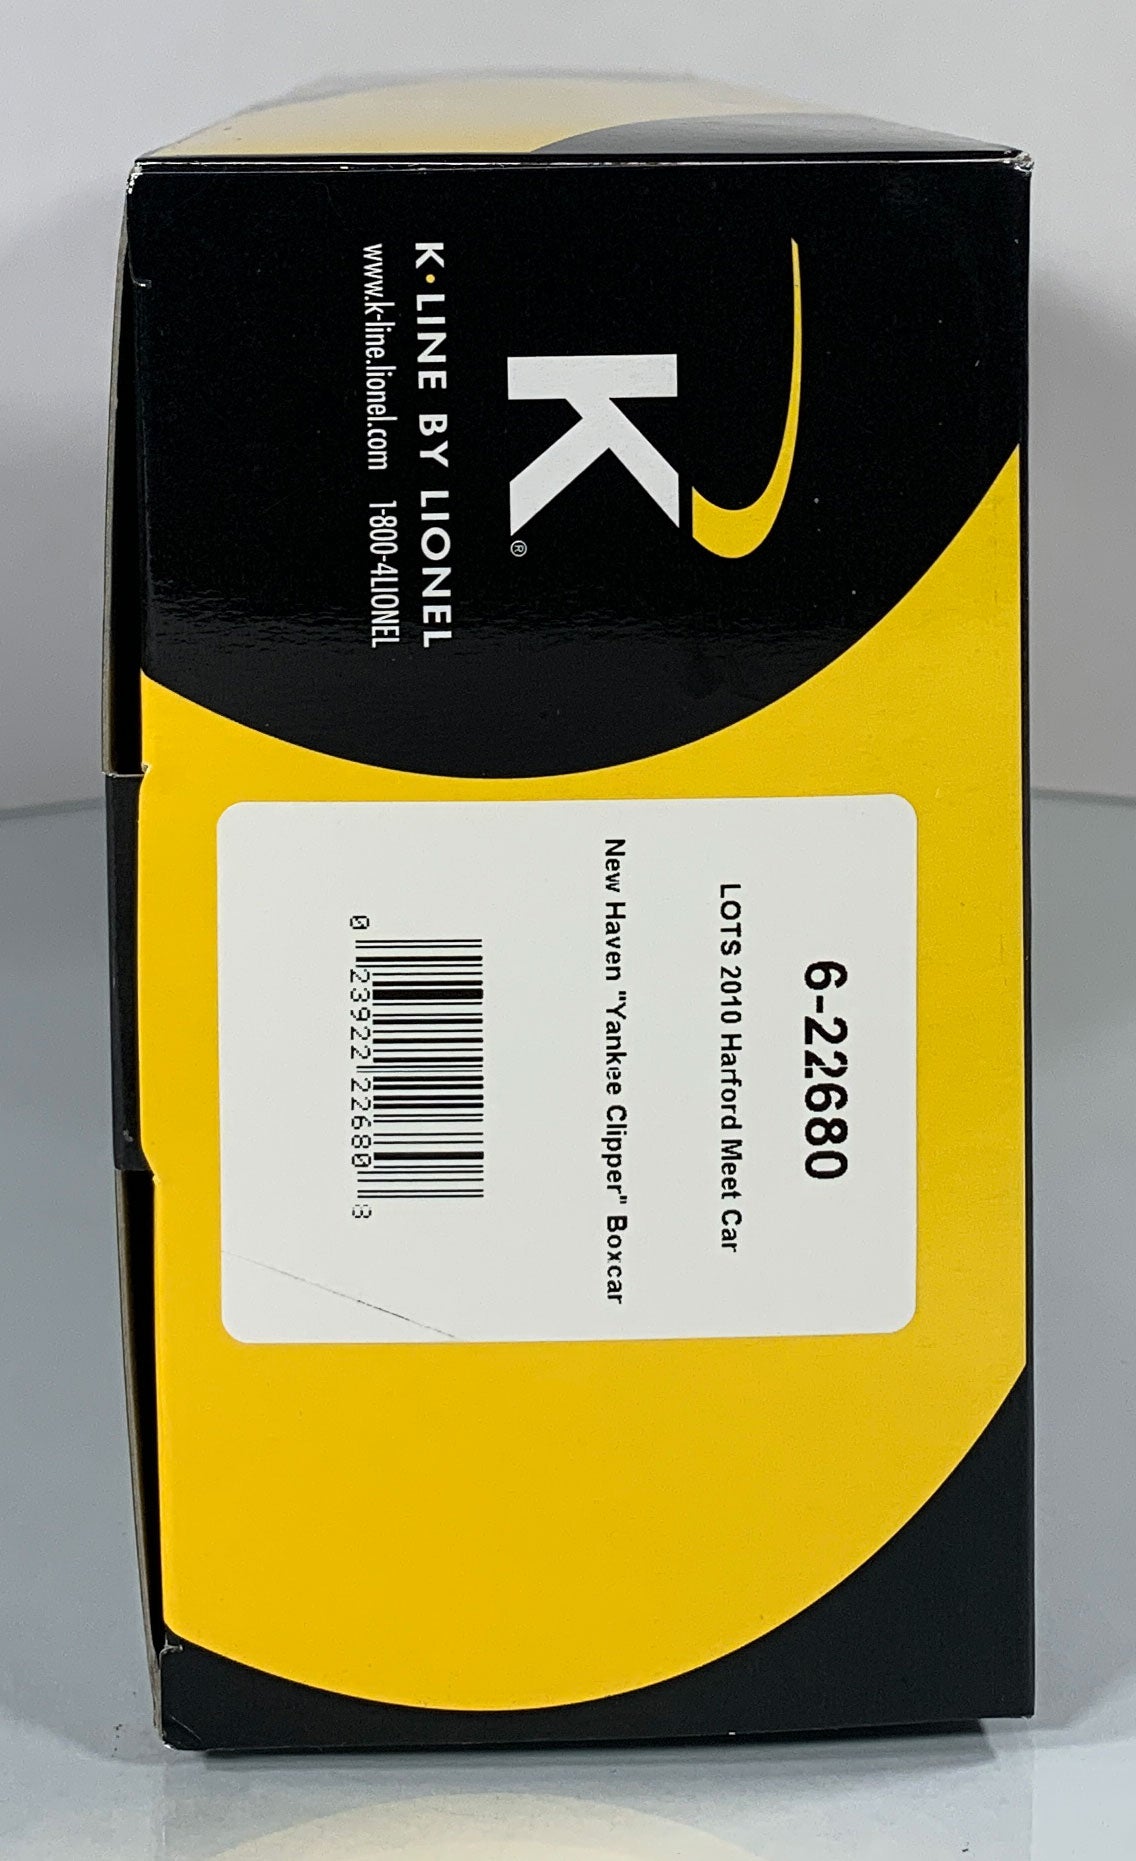 K
®
K·LINE BY LIONEL
www.k-line.lionel.com 1-800-4LIONEL
6-22680
LOTS 2010 Harford Meet Car
New Haven "Yankee Clipper" Boxcar
0 23922 22680 3